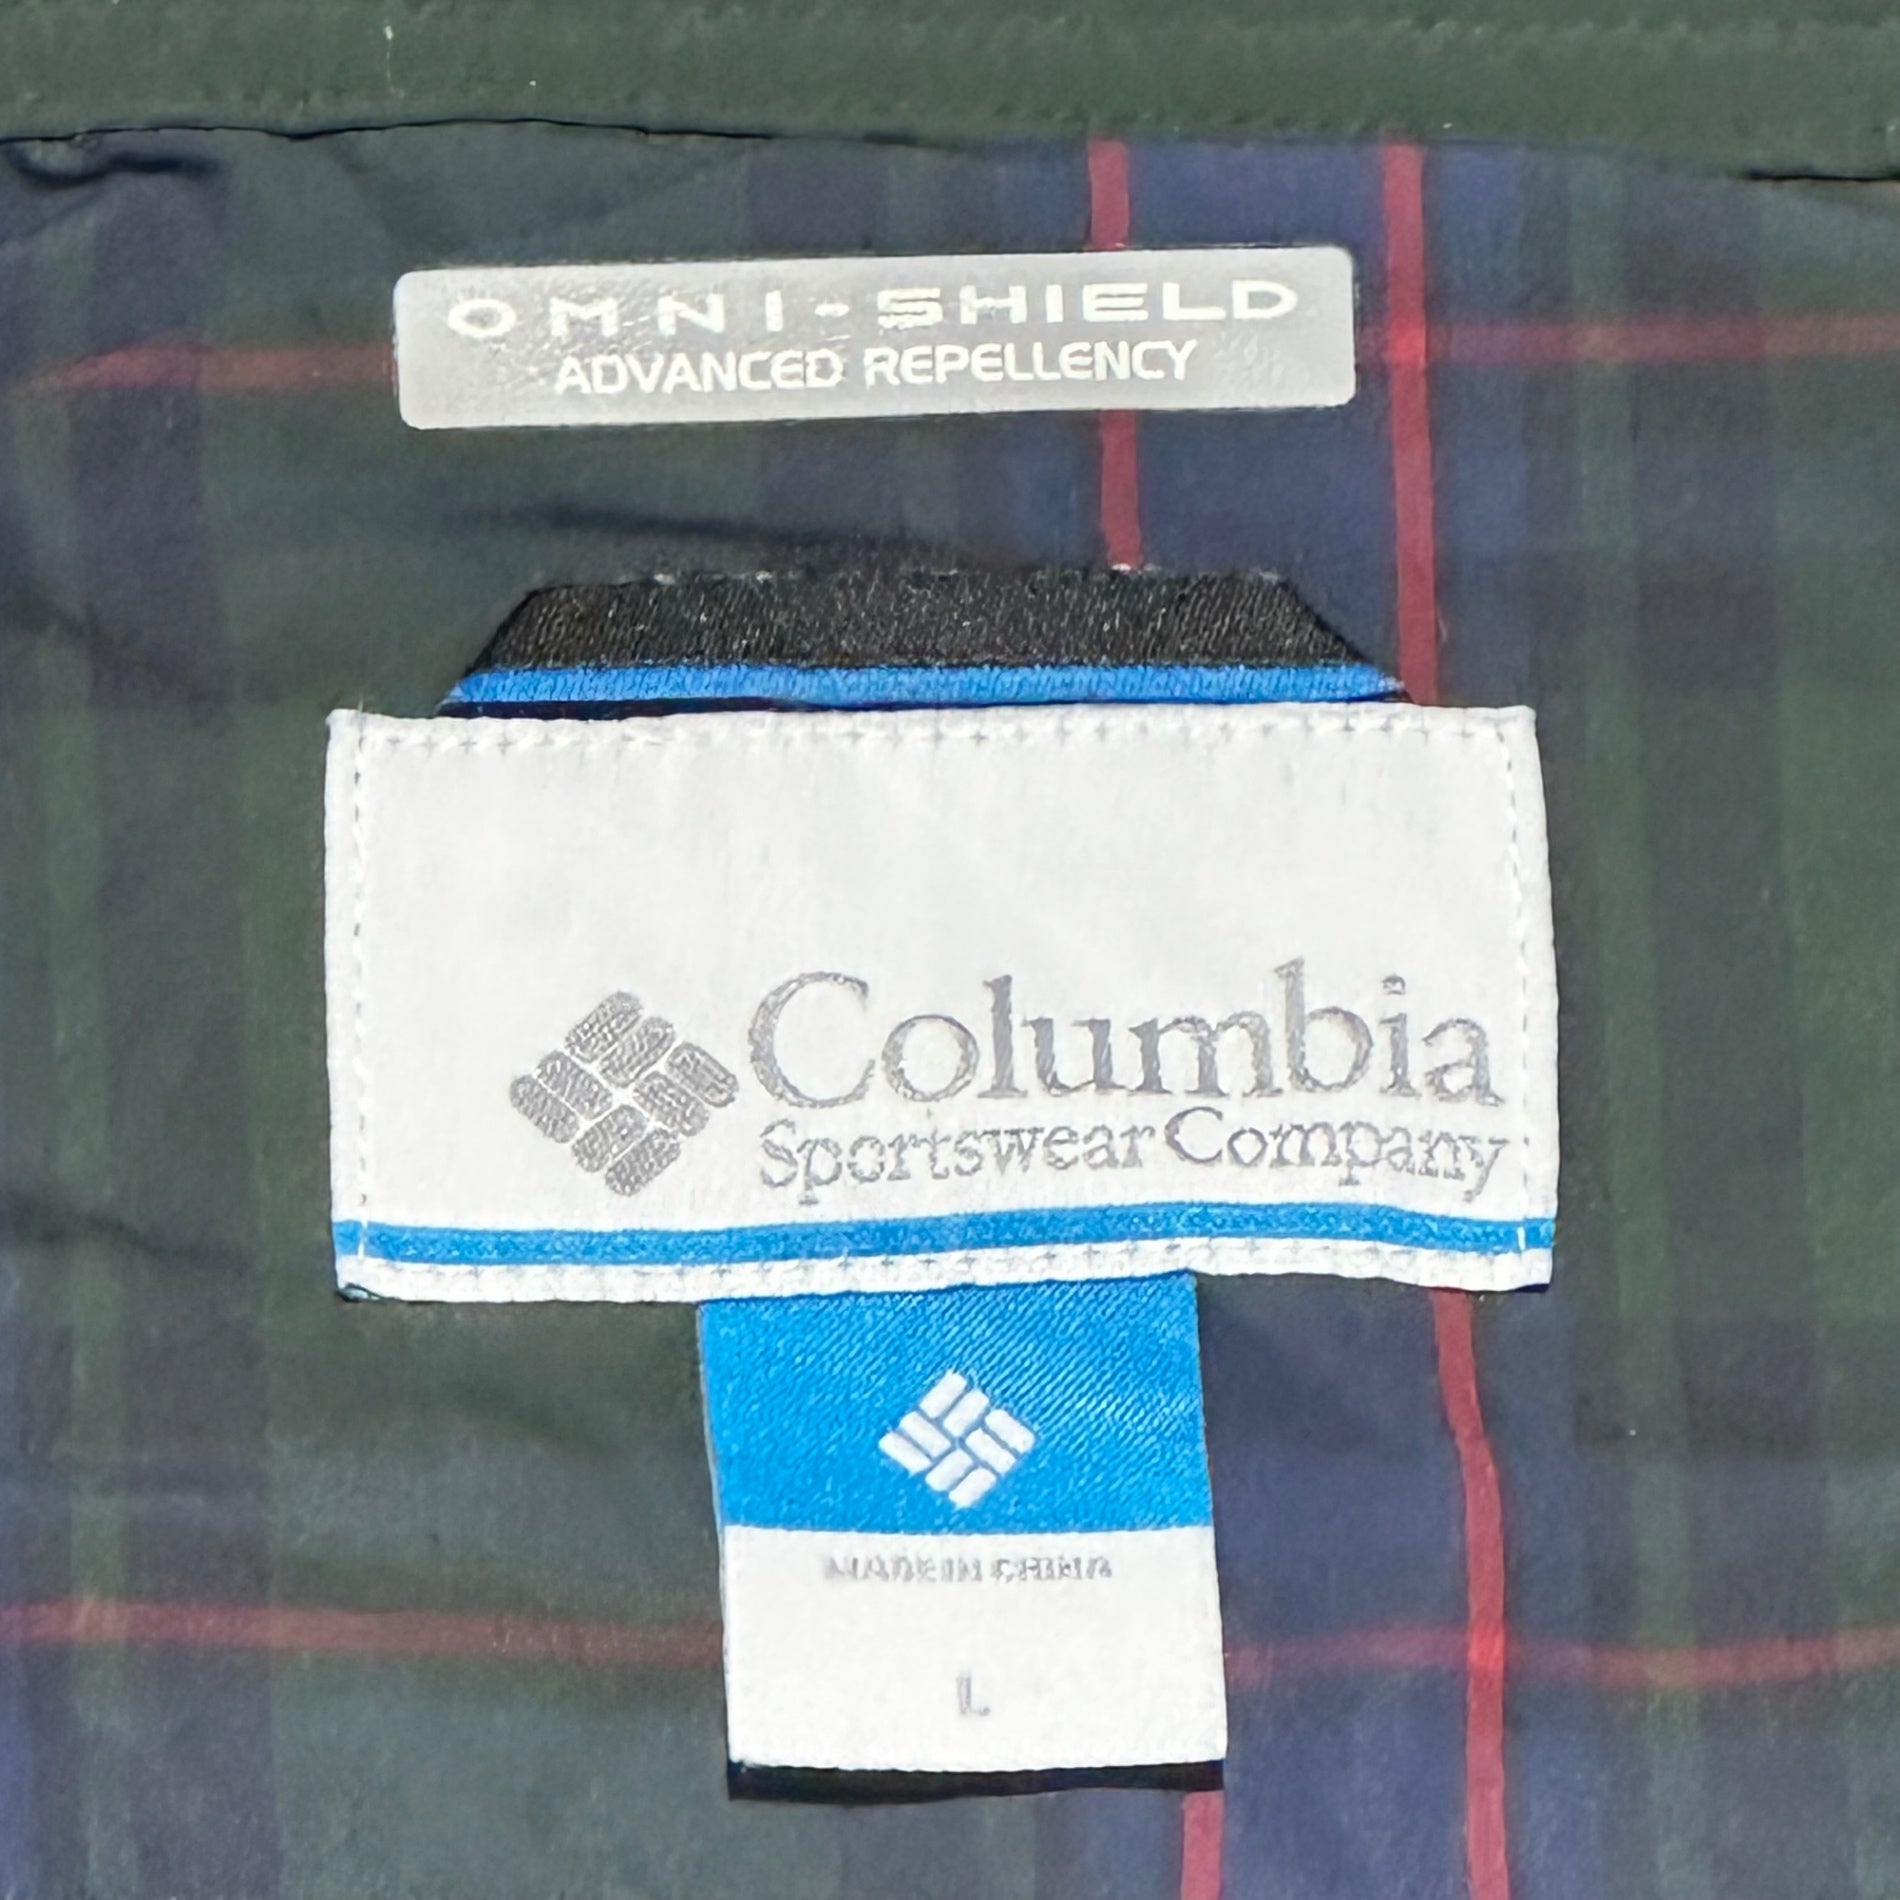 OMNI-SHIELD
ADVANCED REPELLENCY
Columbia
Sportswear Company
MADE IN CHINA
L